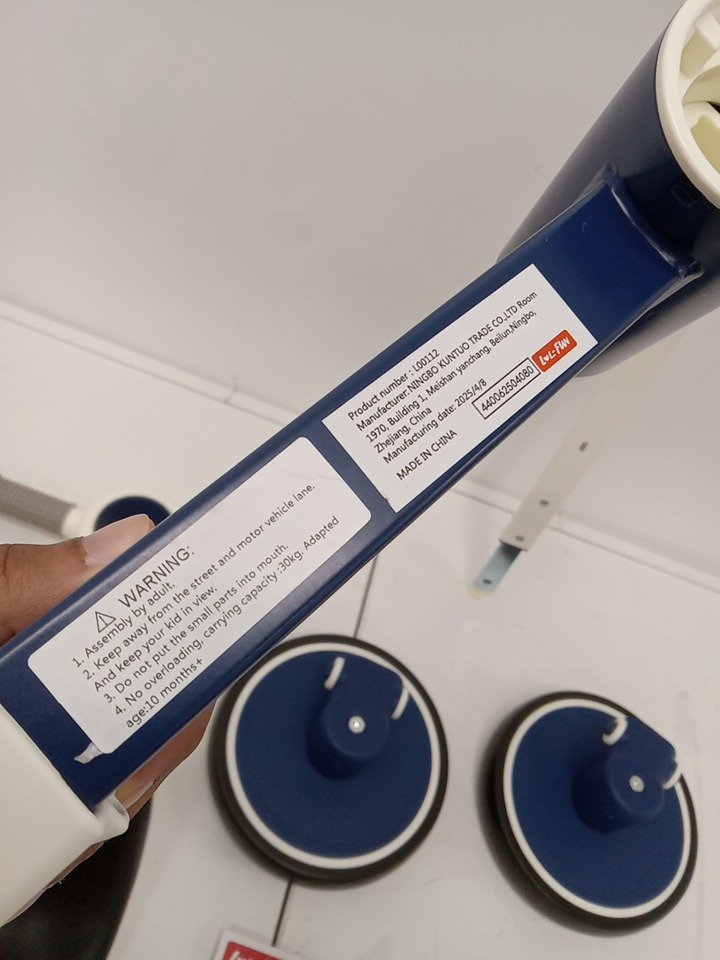 Product number : L00112
Manufacturer: NINGBO KUNTUO TRADE CO.,LTD Room
1970, Building 1, Meishan yanchang, Beilun,Ningbo,
Zhejiang, China
Manufacturing date: 2025/4/8
MADE IN CHINA
440062504080
LOL-FUN
WARNING:
1. Assembly by adult.
2. Keep away from the street and motor vehicle lane.
And keep your kid in view.
3. Do not put the small parts into mouth.
4. No overloading, carrying capacity :30kg. Adapted
age:10 months+